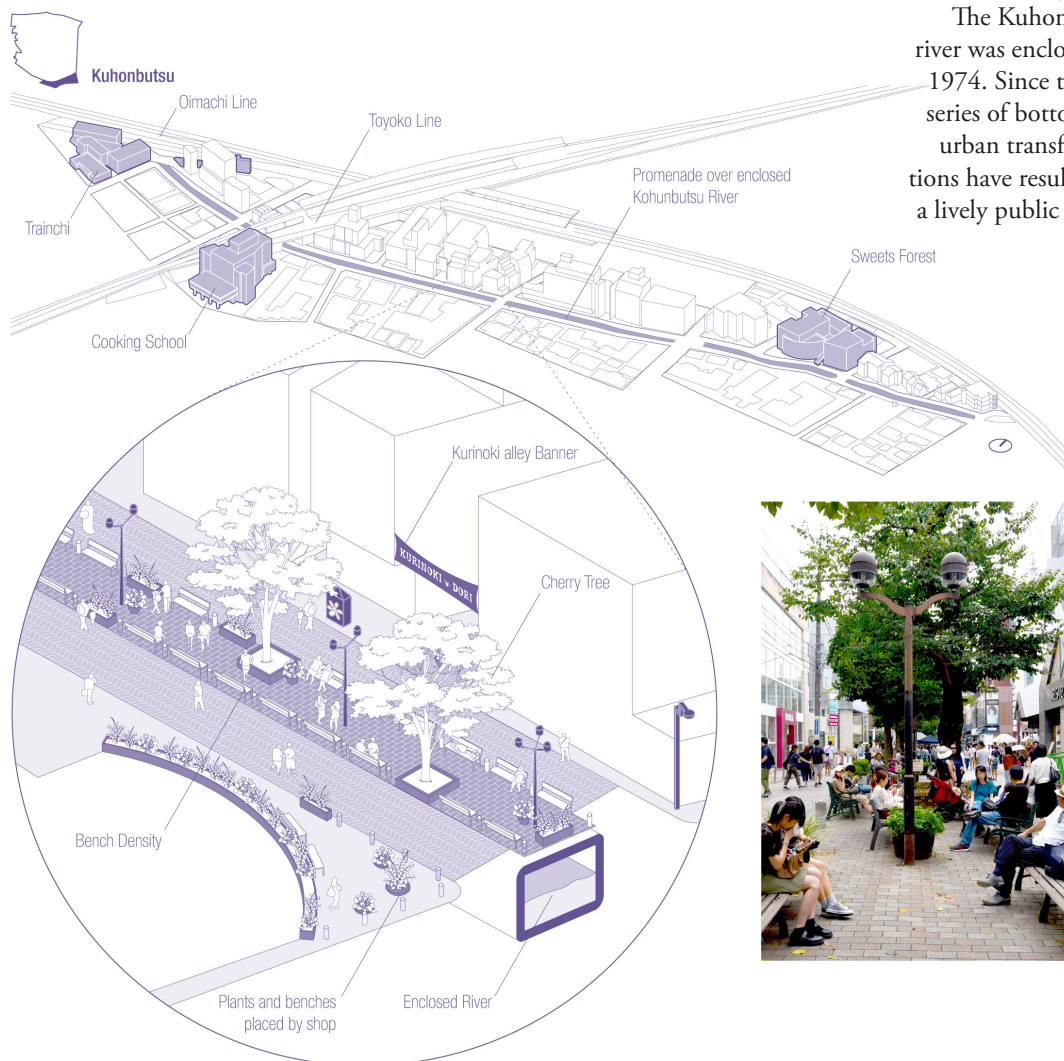 The Kuhon
river was enclo
1974. Since t
series of botto
urban transf
tions have resul
a lively public
Kuhonbutsu
Oimachi Line
Toyoko Line
Promenade over enclosed
Kohunbutsu River
Trainchi
Sweets Forest
Cooking School
Kurinoki alley Banner
KURINOKI DORI
Cherry Tree
Bench Density
Plants and benches
placed by shop
Enclosed River